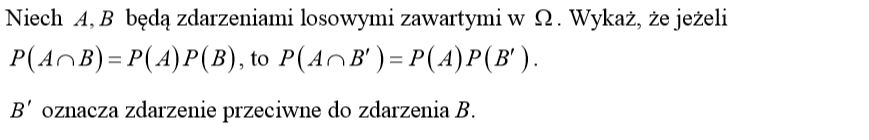 Niech A, B będą zdarzeniami losowymi zawartymi w Ω. Wykaż, że jeżeli
P(A∩B)=P(A)P(B), to P(A∩B′)=P(A)P(B′).
B′ oznacza zdarzenie przeciwne do zdarzenia B.